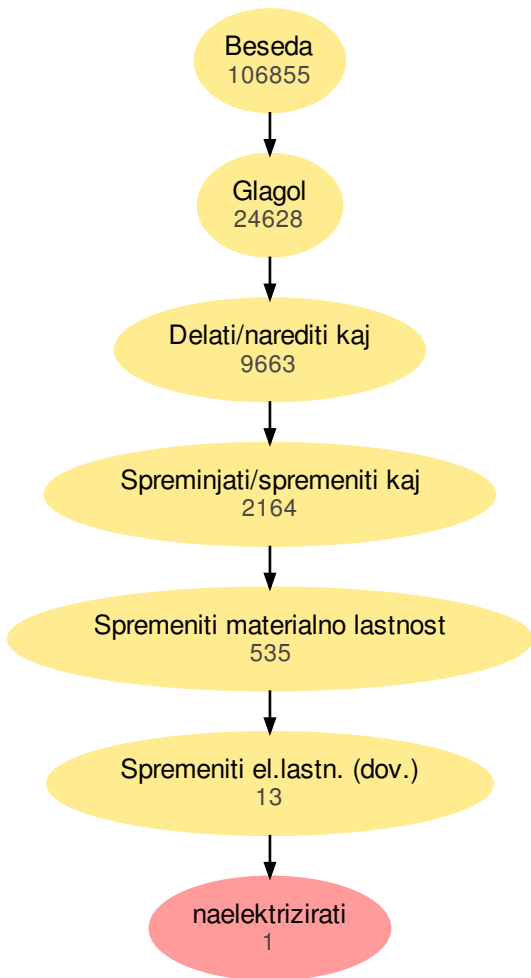 Beseda
106855
Glagol
24628
Delati/narediti kaj
9663
Spreminjati/spremeniti kaj
2164
Spremeniti materialno lastnost
535
Spremeniti el.lastn. (dov.)
13
naelektrizirati
1